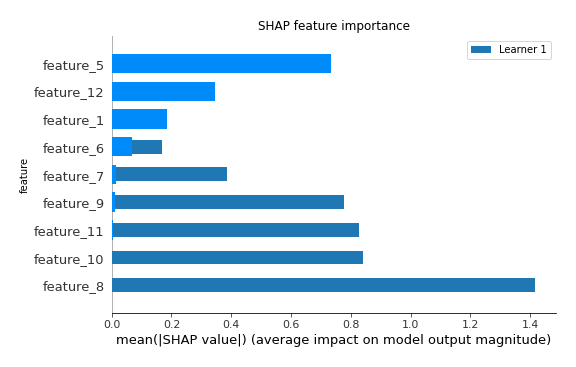 SHAP feature importance
Learner 1
feature_5
feature_12
feature_1
feature_6
feature_7
feature_9
feature_11
feature_10
feature_8
feature
0.0 0.2 0.4 0.6 0.8 1.0 1.2 1.4
mean(|SHAP value|) (average impact on model output magnitude)